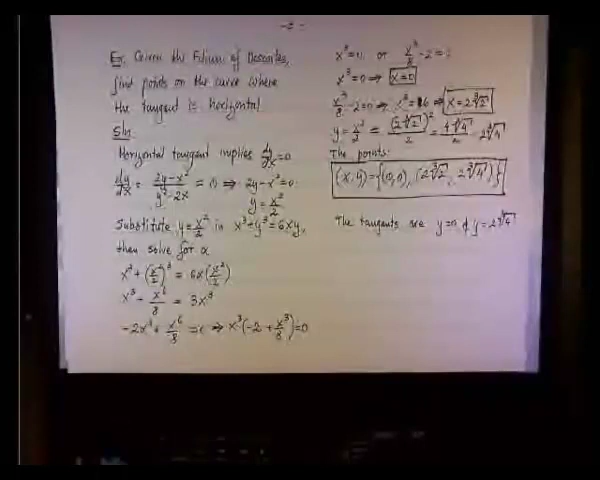 -2-
Ex. Given the Folium of Descartes,
find points on the curve where
the tangent is horizontal
Sln.
Horizontal tangent implies dy/dx = 0
dy/dx = (2y-x²)/(y²-2x) = 0 ⇒ 2y-x² = 0
y = x²/2
Substitute y = x²/2 in x³+y³=6xy,
then solve for x
x³ + (x²/2)³ = 6x(x²/2)
x³ + x⁶/8 = 3x³
-2x³ + x⁶/8 = 0 ⇒ x³(-2 + x³/8) = 0
x³=0 or x³/8 - 2 = 0
x³=0 ⇒ x=0
x³/8 - 2 = 0 ⇒ x³ = 16 ⇒ x = 2∛2
y = x²/2 = (2∛2)²/2 = 4∛4/2 = 2∛4
The points:
(x,y) = {(0,0), (2∛2, 2∛4)}
The tangents are y=0 & y=2∛4